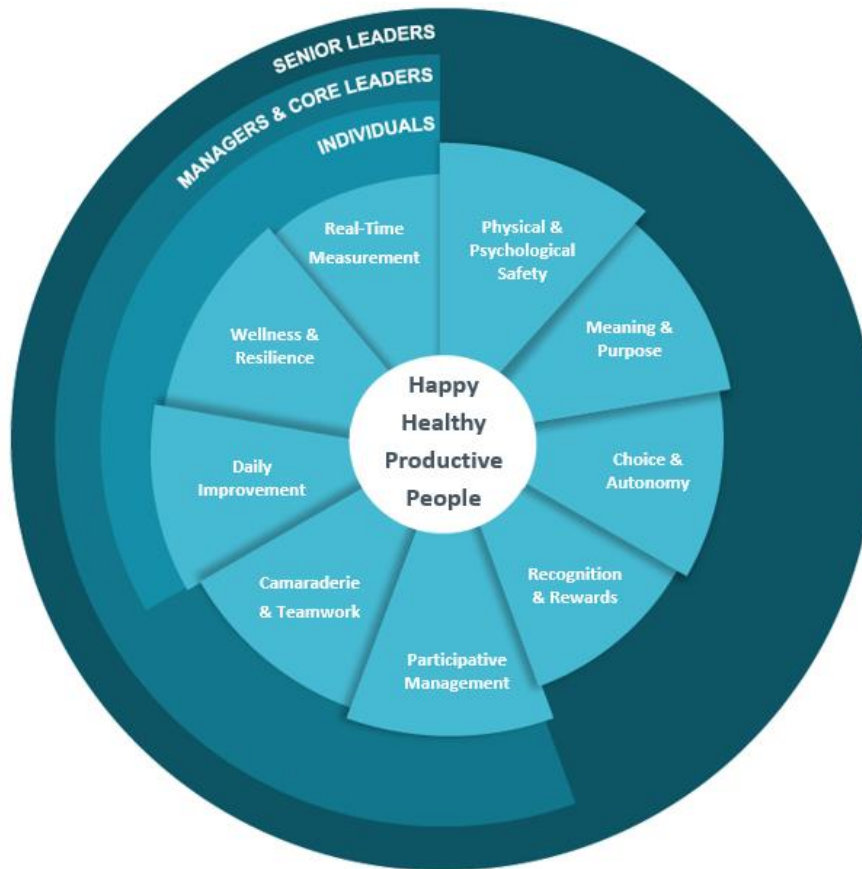 SENIOR LEADERS
MANAGERS & CORE LEADERS
INDIVIDUALS
Real-Time
Measurement
Physical &
Psychological
Safety
Meaning &
Purpose
Choice &
Autonomy
Recognition
& Rewards
Participative
Management
Camaraderie
& Teamwork
Daily
Improvement
Wellness &
Resilience
Happy
Healthy
Productive
People